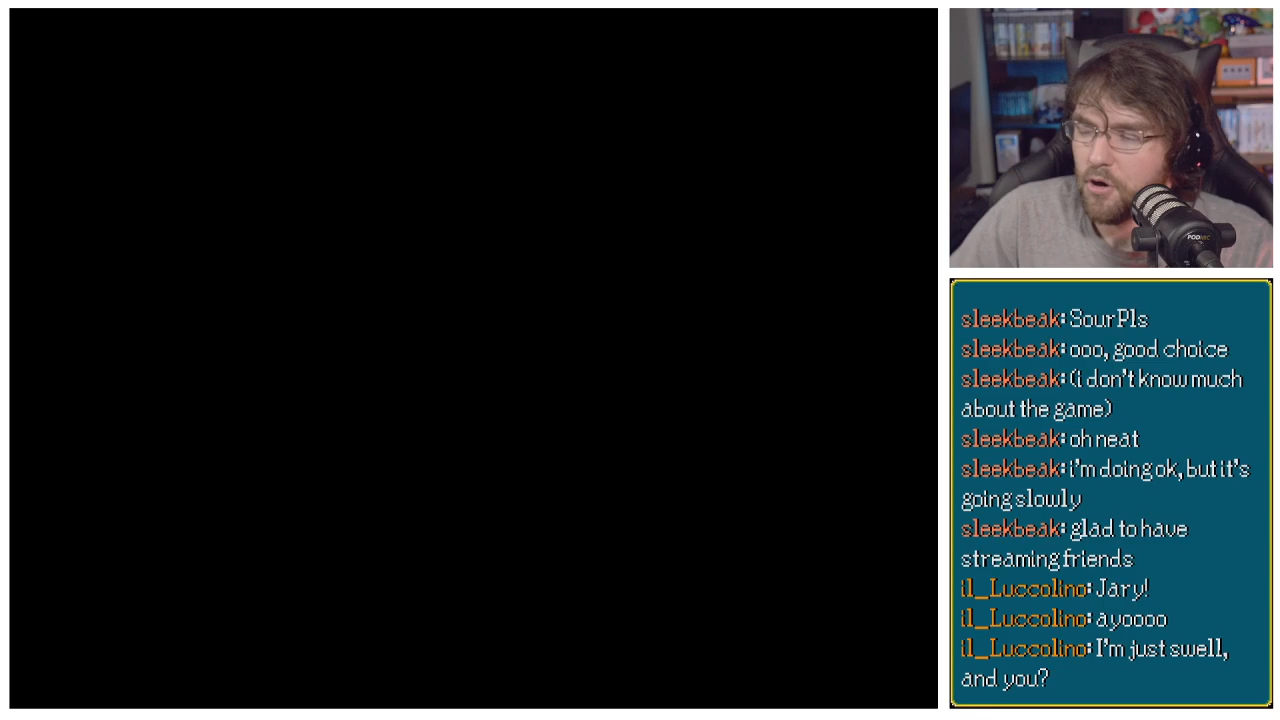 PODMIC
sleekbeak: SourPls
sleekbeak: ooo, good choice
sleekbeak: (i don't know much
about the game)
sleekbeak: oh neat
sleekbeak: i'm doing ok, but it's
going slowly
sleekbeak: glad to have
streaming friends
il_Luccolino: Jary!
il_Luccolino: ayoooo
il_Luccolino: I'm just swell,
and you?